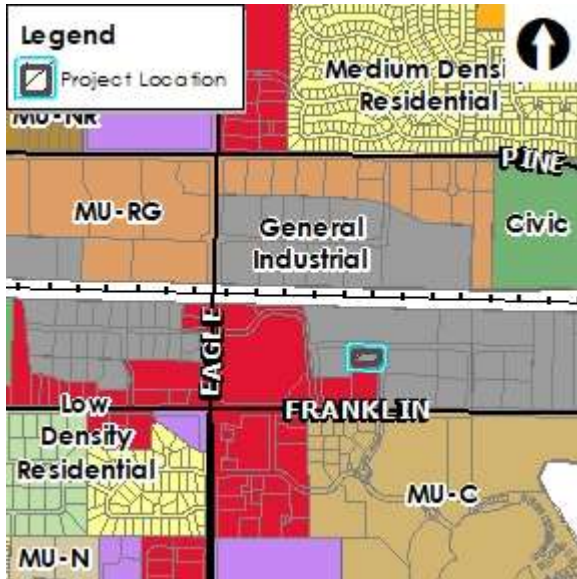 Legend
Project Location
Medium Densi
Residential
MU-NR
PINE
MU-RG
General
Industrial
Civic
EAGLE
FRANKLIN
Low
Density
Residential
MU-C
MU-N